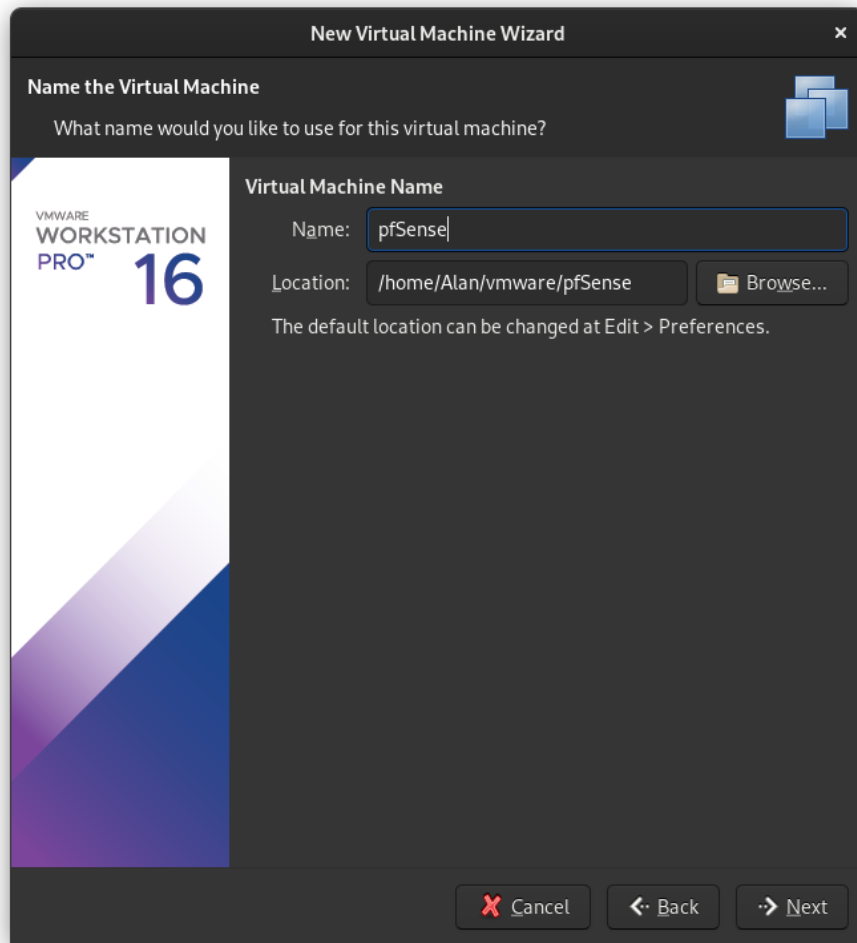 New Virtual Machine Wizard ×
Name the Virtual Machine
What name would you like to use for this virtual machine?
VMWARE
WORKSTATION
PRO™ 16
Virtual Machine Name
Name: pfSense
Location: /home/Alan/vmware/pfSense Browse...
The default location can be changed at Edit > Preferences.
Cancel Back Next